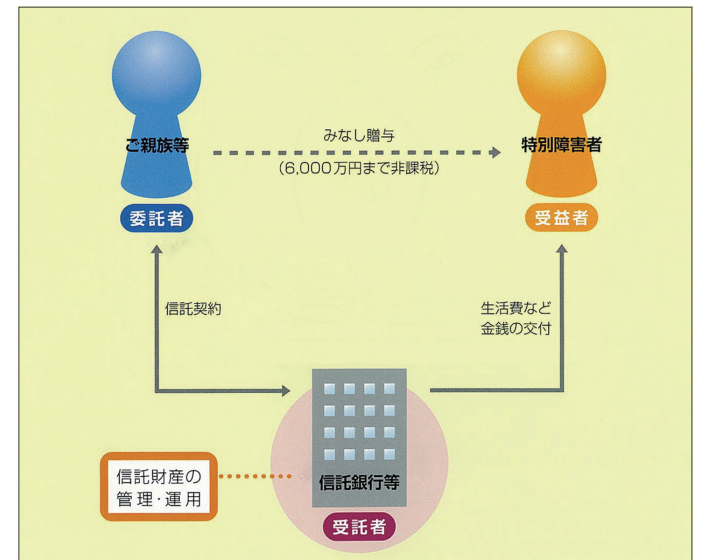 ご親族等
みなし贈与
(6,000万円まで非課税)
特別障害者
委託者
受益者
信託契約
生活費など
金銭の交付
信託財産の
管理・運用
信託銀行等
受託者